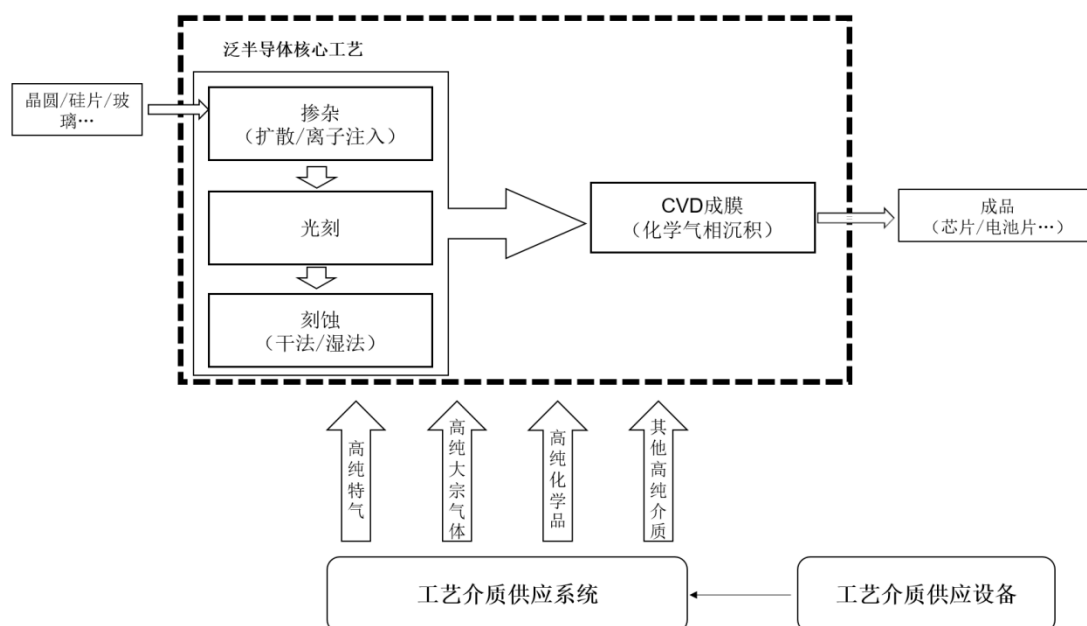 泛半导体核心工艺
晶圆/硅片/玻
璃…
掺杂
（扩散/离子注入）
光刻
刻蚀
（干法/湿法）
CVD成膜
（化学气相沉积）
成品
（芯片/电池片…）
高纯特气
高纯大宗气体
高纯化学品
其他高纯介质
工艺介质供应系统
工艺介质供应设备